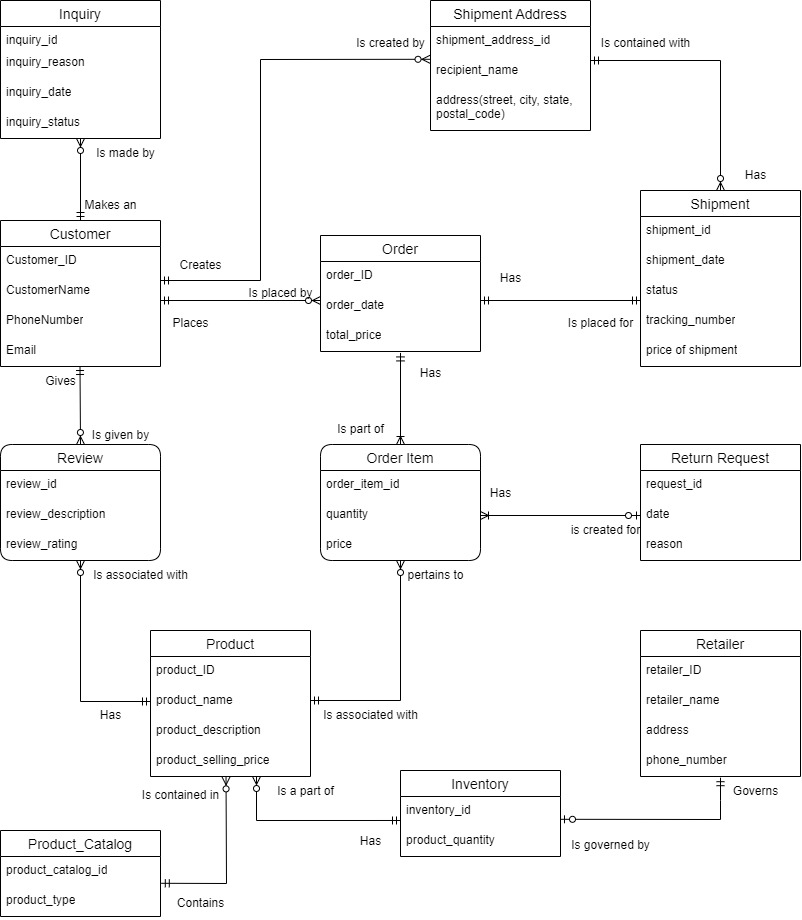 Inquiry
inquiry_id
inquiry_reason
inquiry_date
inquiry_status
Is made by
Makes an
Shipment Address
shipment_address_id
recipient_name
address(street, city, state,
postal_code)
Is created by
Is contained with
Has
Customer
Customer_ID
CustomerName
PhoneNumber
Email
Creates
Is placed by
Places
Order
order_ID
order_date
total_price
Has
Is placed for
Shipment
shipment_id
shipment_date
status
tracking_number
price of shipment
Gives
Is given by
Has
Is part of
Review
review_id
review_description
review_rating
Order Item
order_item_id
quantity
price
Has
is created for
Return Request
request_id
date
reason
Is associated with
pertains to
Has
Product
product_ID
product_name
product_description
product_selling_price
Is associated with
Retailer
retailer_ID
retailer_name
address
phone_number
Is contained in
Is a part of
Has
Inventory
inventory_id
product_quantity
Governs
Is governed by
Product_Catalog
product_catalog_id
product_type
Contains